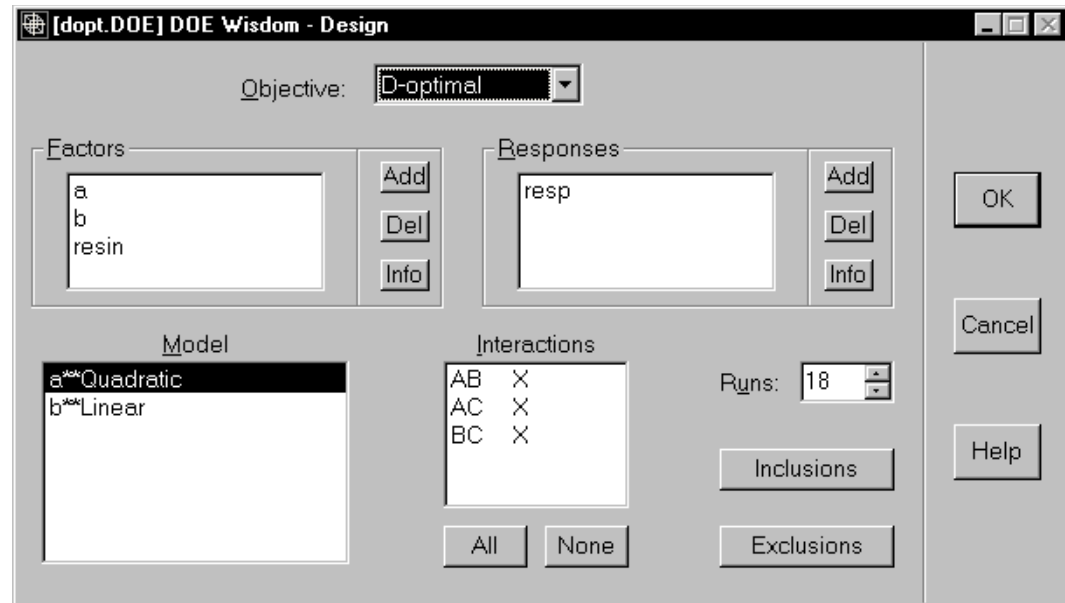 [dopt.DOE] DOE Wisdom - Design
Objective: D-optimal
Factors
a
b
resin
Add
Del
Info
Responses
resp
Add
Del
Info
OK
Cancel
Help
Model
a**Quadratic
b**Linear
Interactions
AB X
AC X
BC X
All None
Runs: 18
Inclusions
Exclusions